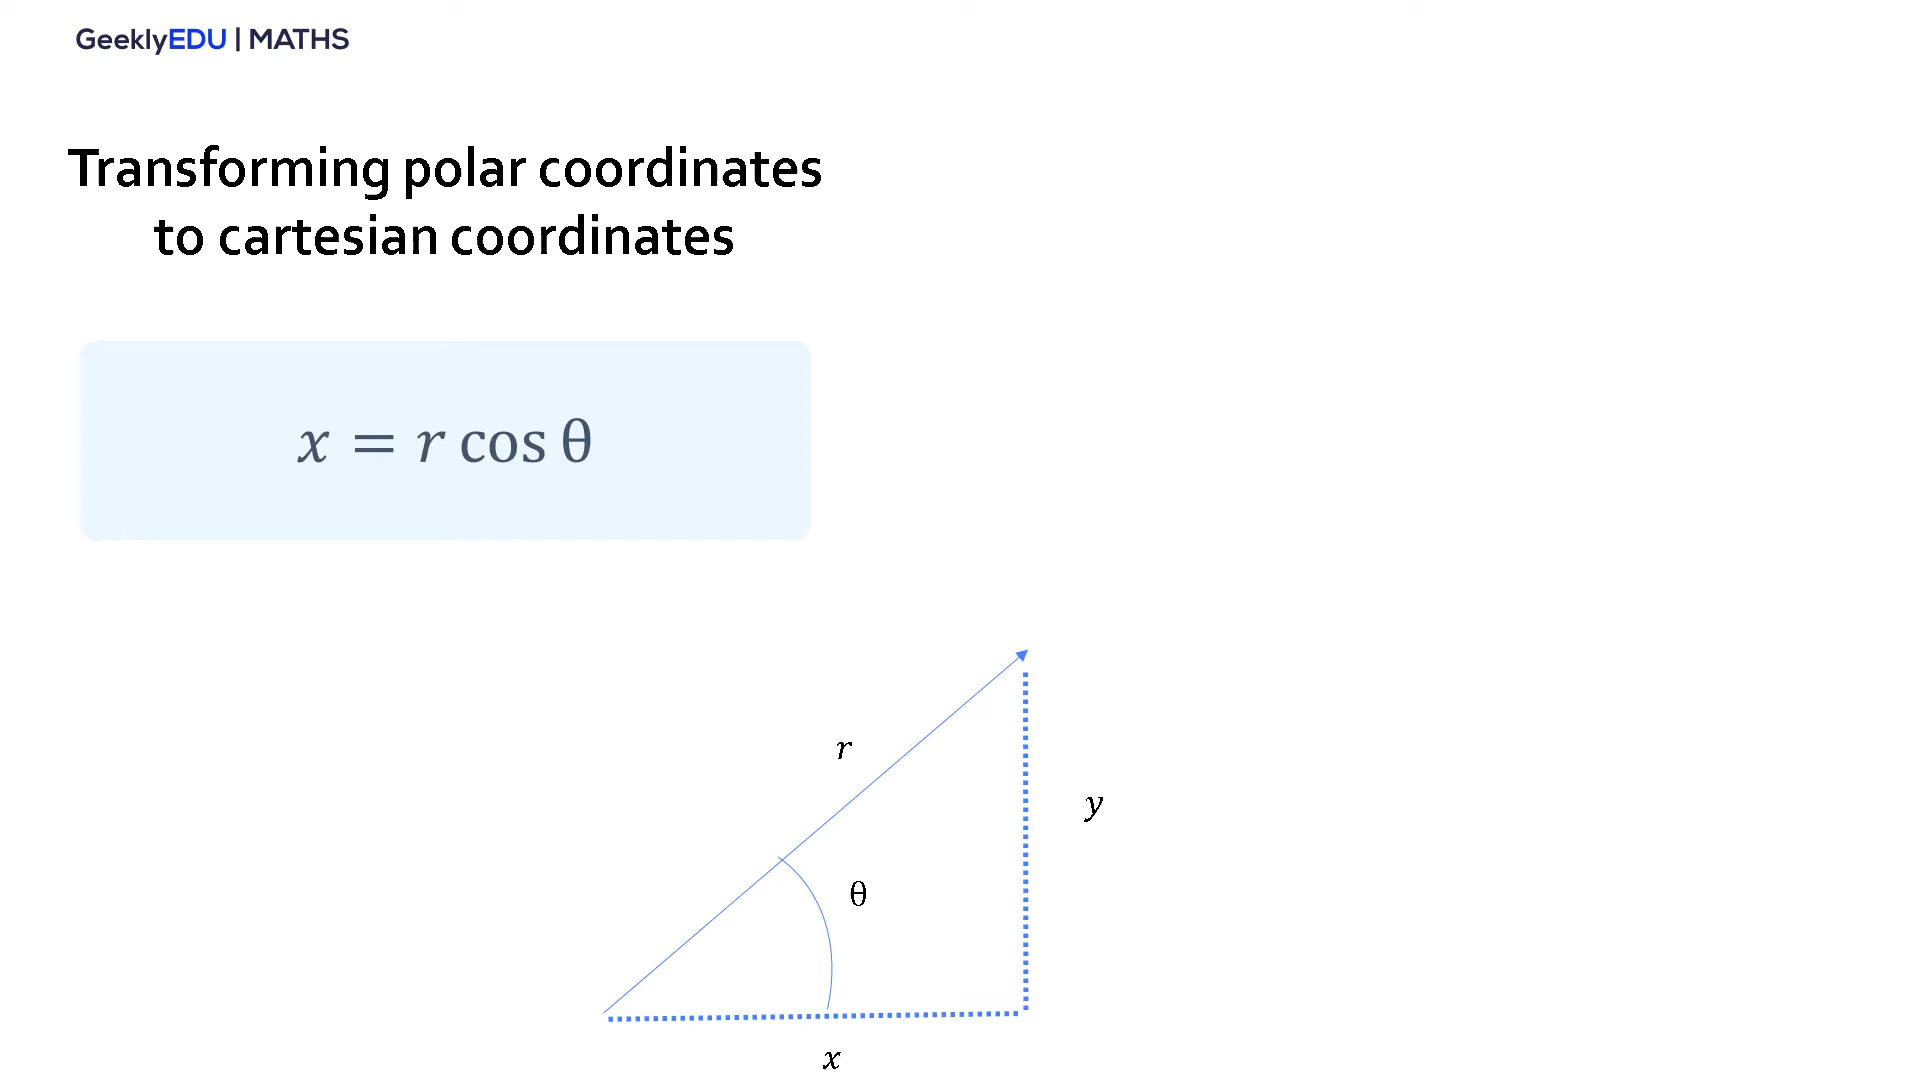 GeeklyEDU | MATHS
Transforming polar coordinates
to cartesian coordinates
x = r cos θ
r
y
θ
x